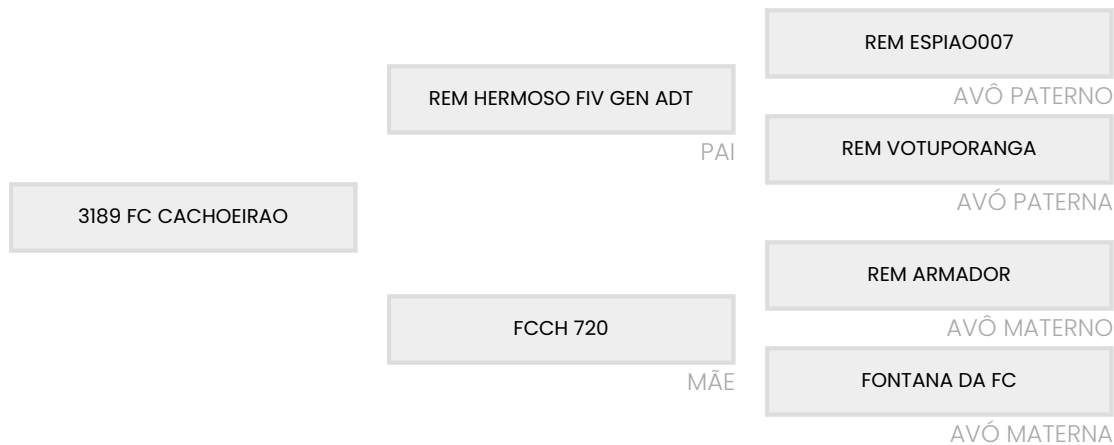 REM ESPIAO007
AVÔ PATERNO
REM HERMOSO FIV GEN ADT
PAI
REM VOTUPORANGA
AVÓ PATERNA
3189 FC CACHOEIRAO
REM ARMADOR
AVÔ MATERNO
FCCH 720
MÃE
FONTANA DA FC
AVÓ MATERNA